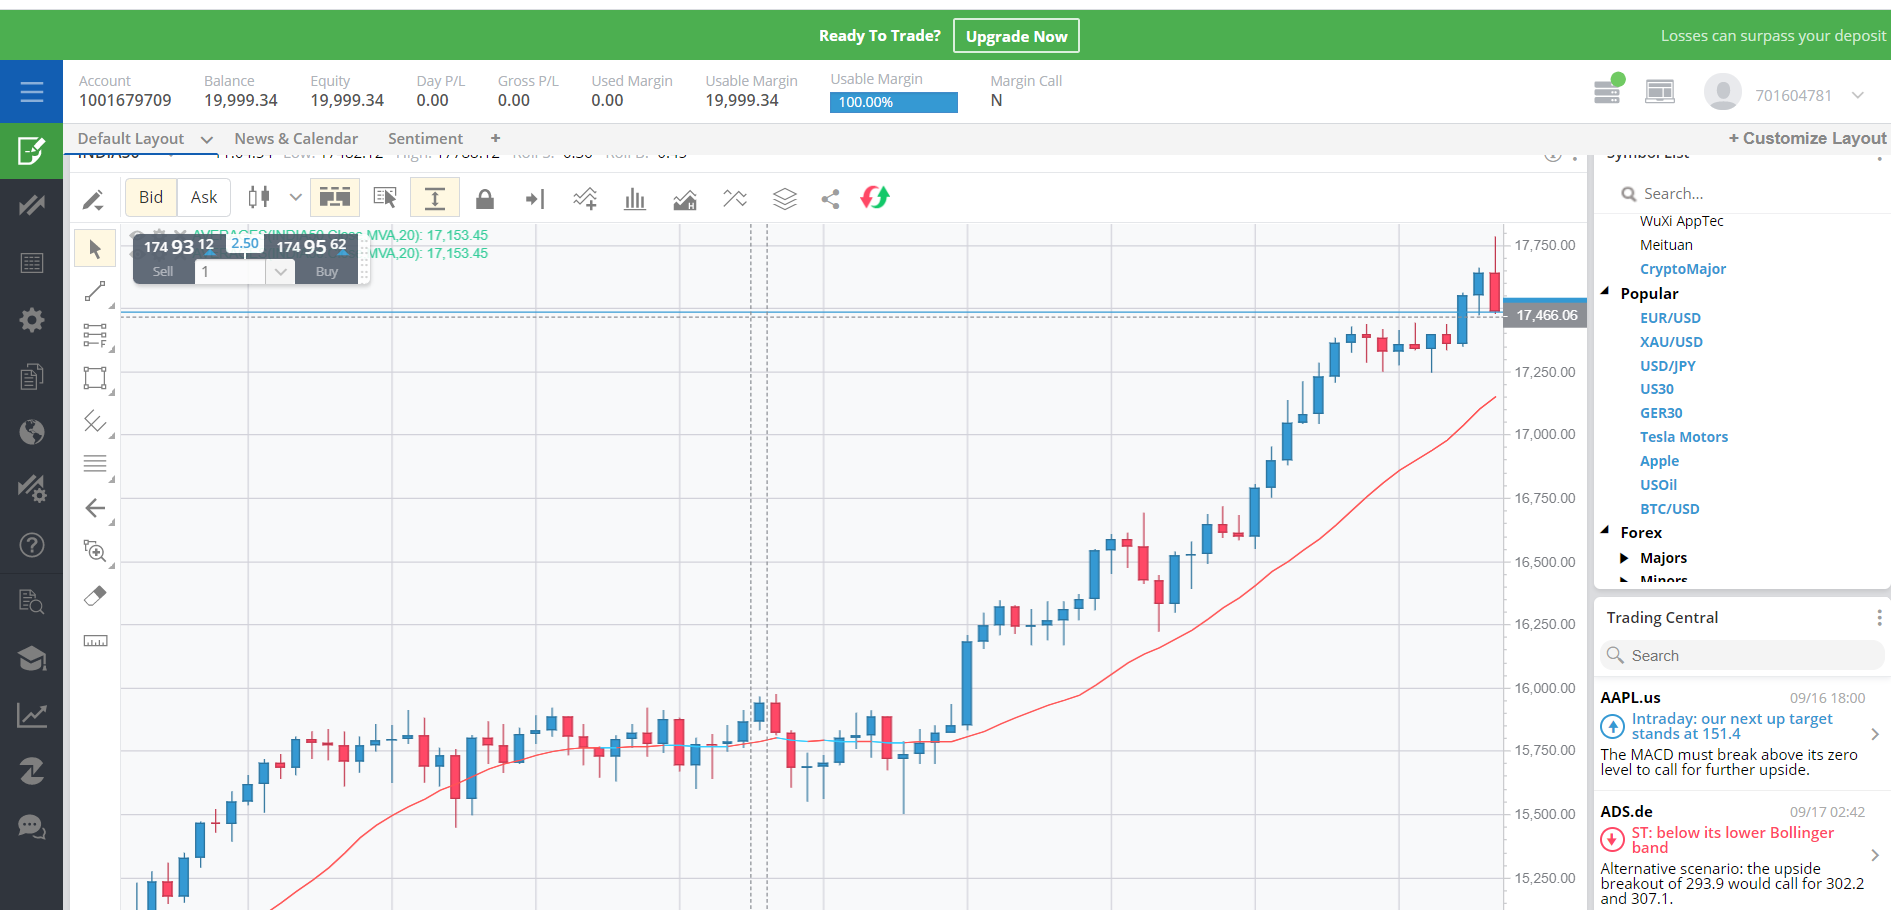 Ready To Trade? Upgrade Now Losses can surpass your deposit
Account Balance Equity Day P/L Gross P/L Used Margin Usable Margin Usable Margin Margin Call
1001679709 19,999.34 19,999.34 0.00 0.00 0.00 19,999.34 100.00% N
701604781
Default Layout News & Calendar Sentiment + + Customize Layout
Bid Ask
MVA,20): 17,153.45
MVA,20): 17,153.45
174 93 12 2.50 174 95 62
Sell 1 Buy
17,750.00
17,466.06
17,250.00
17,000.00
16,750.00
16,500.00
16,250.00
16,000.00
15,750.00
15,500.00
15,250.00
Symbol List
Search...
WuXi AppTec
Meituan
CryptoMajor
Popular
EUR/USD
XAU/USD
USD/JPY
US30
GER30
Tesla Motors
Apple
USOil
BTC/USD
Forex
Majors
Minors
Trading Central
Search
AAPL.us 09/16 18:00
Intraday: our next up target
stands at 151.4
The MACD must break above its zero
level to call for further upside.
ADS.de 09/17 02:42
ST: below its lower Bollinger
band
Alternative scenario: the upside
breakout of 293.9 would call for 302.2
and 307.1.